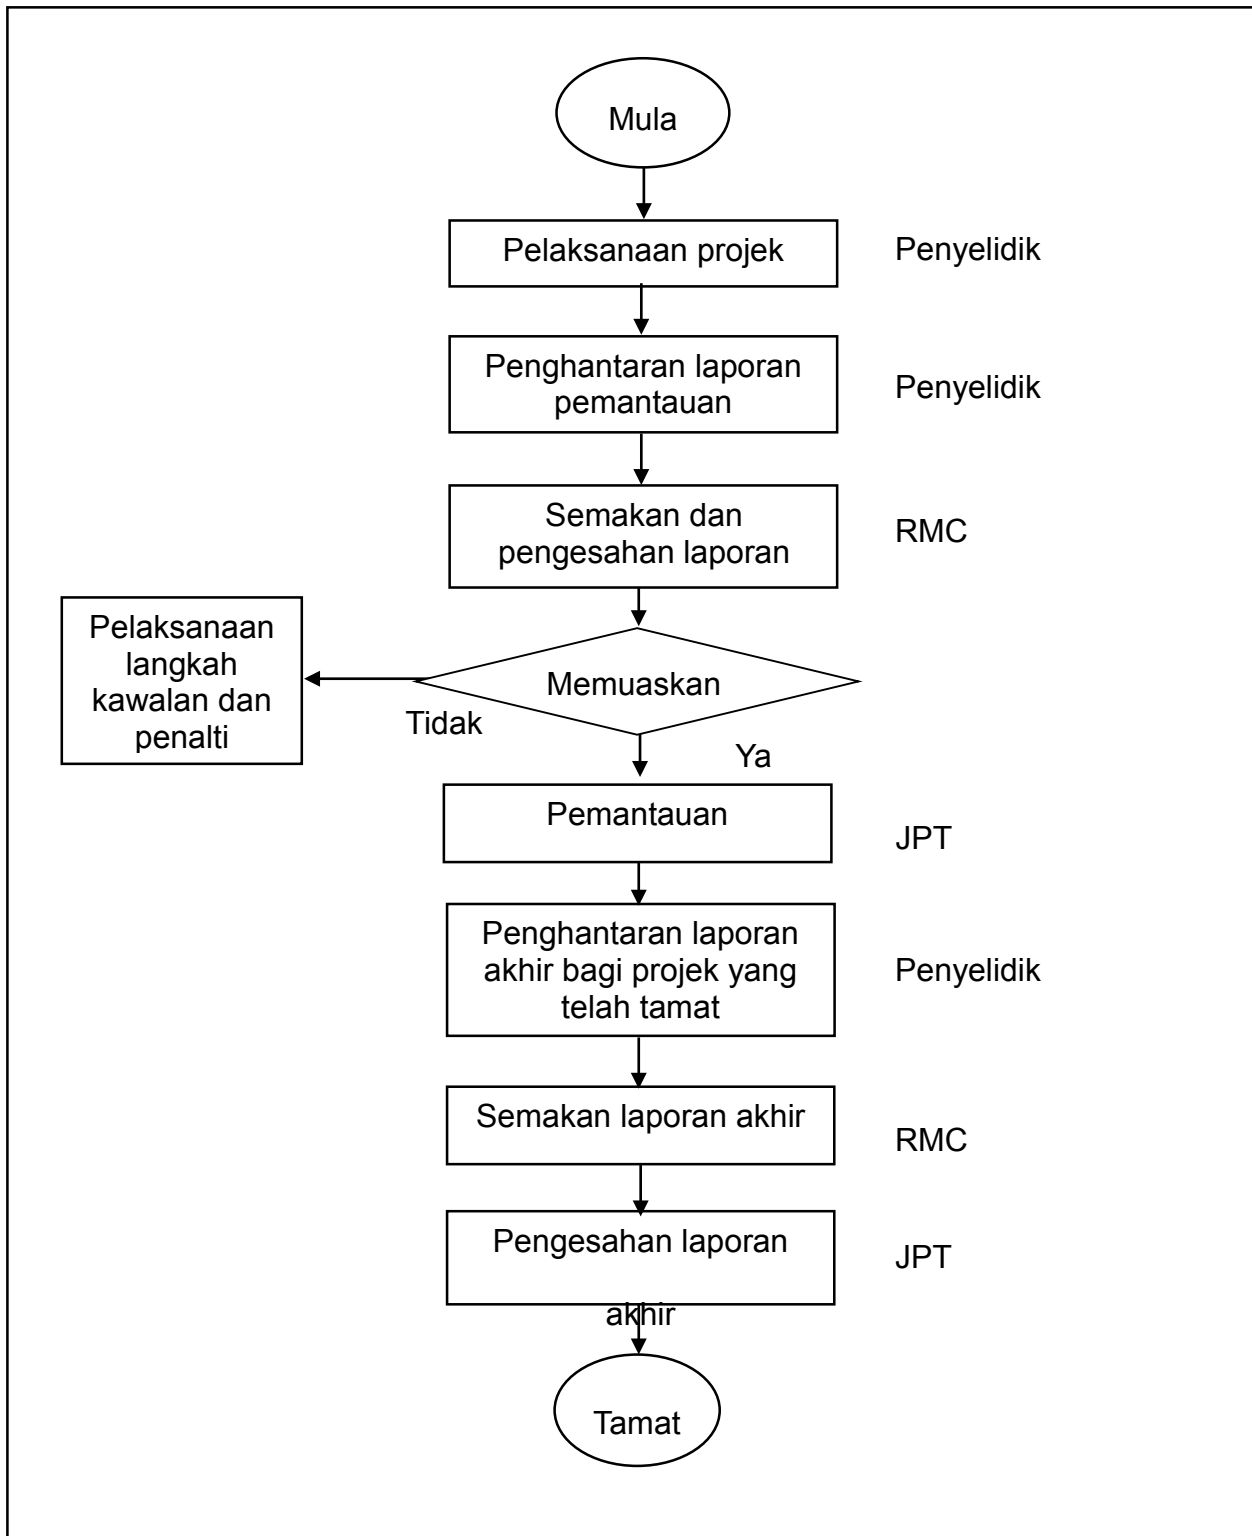 Mula
Pelaksanaan projek
Penyelidik
Penghantaran laporan
pemantauan
Penyelidik
Semakan dan
pengesahan laporan
RMC
Pelaksanaan
langkah
kawalan dan
penalti
Memuaskan
Tidak
Ya
Pemantauan
JPT
Penghantaran laporan
akhir bagi projek yang
telah tamat
Penyelidik
Semakan laporan akhir
RMC
Pengesahan laporan
akhir
JPT
Tamat